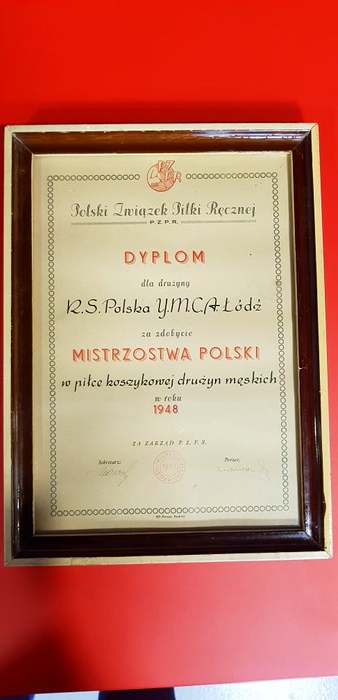 Polski Związek Piłki Ręcznej
P.Z.P.R.
DYPLOM
dla drużyny
R.S. Polska Y.M.C.A Łódź
za zdobycie
MISTRZOSTWA POLSKI
w piłce koszykowej drużyn męskich
w roku
1948
ZA ZARZĄD P.Z.P.R.
Sekretarz: Prezes: